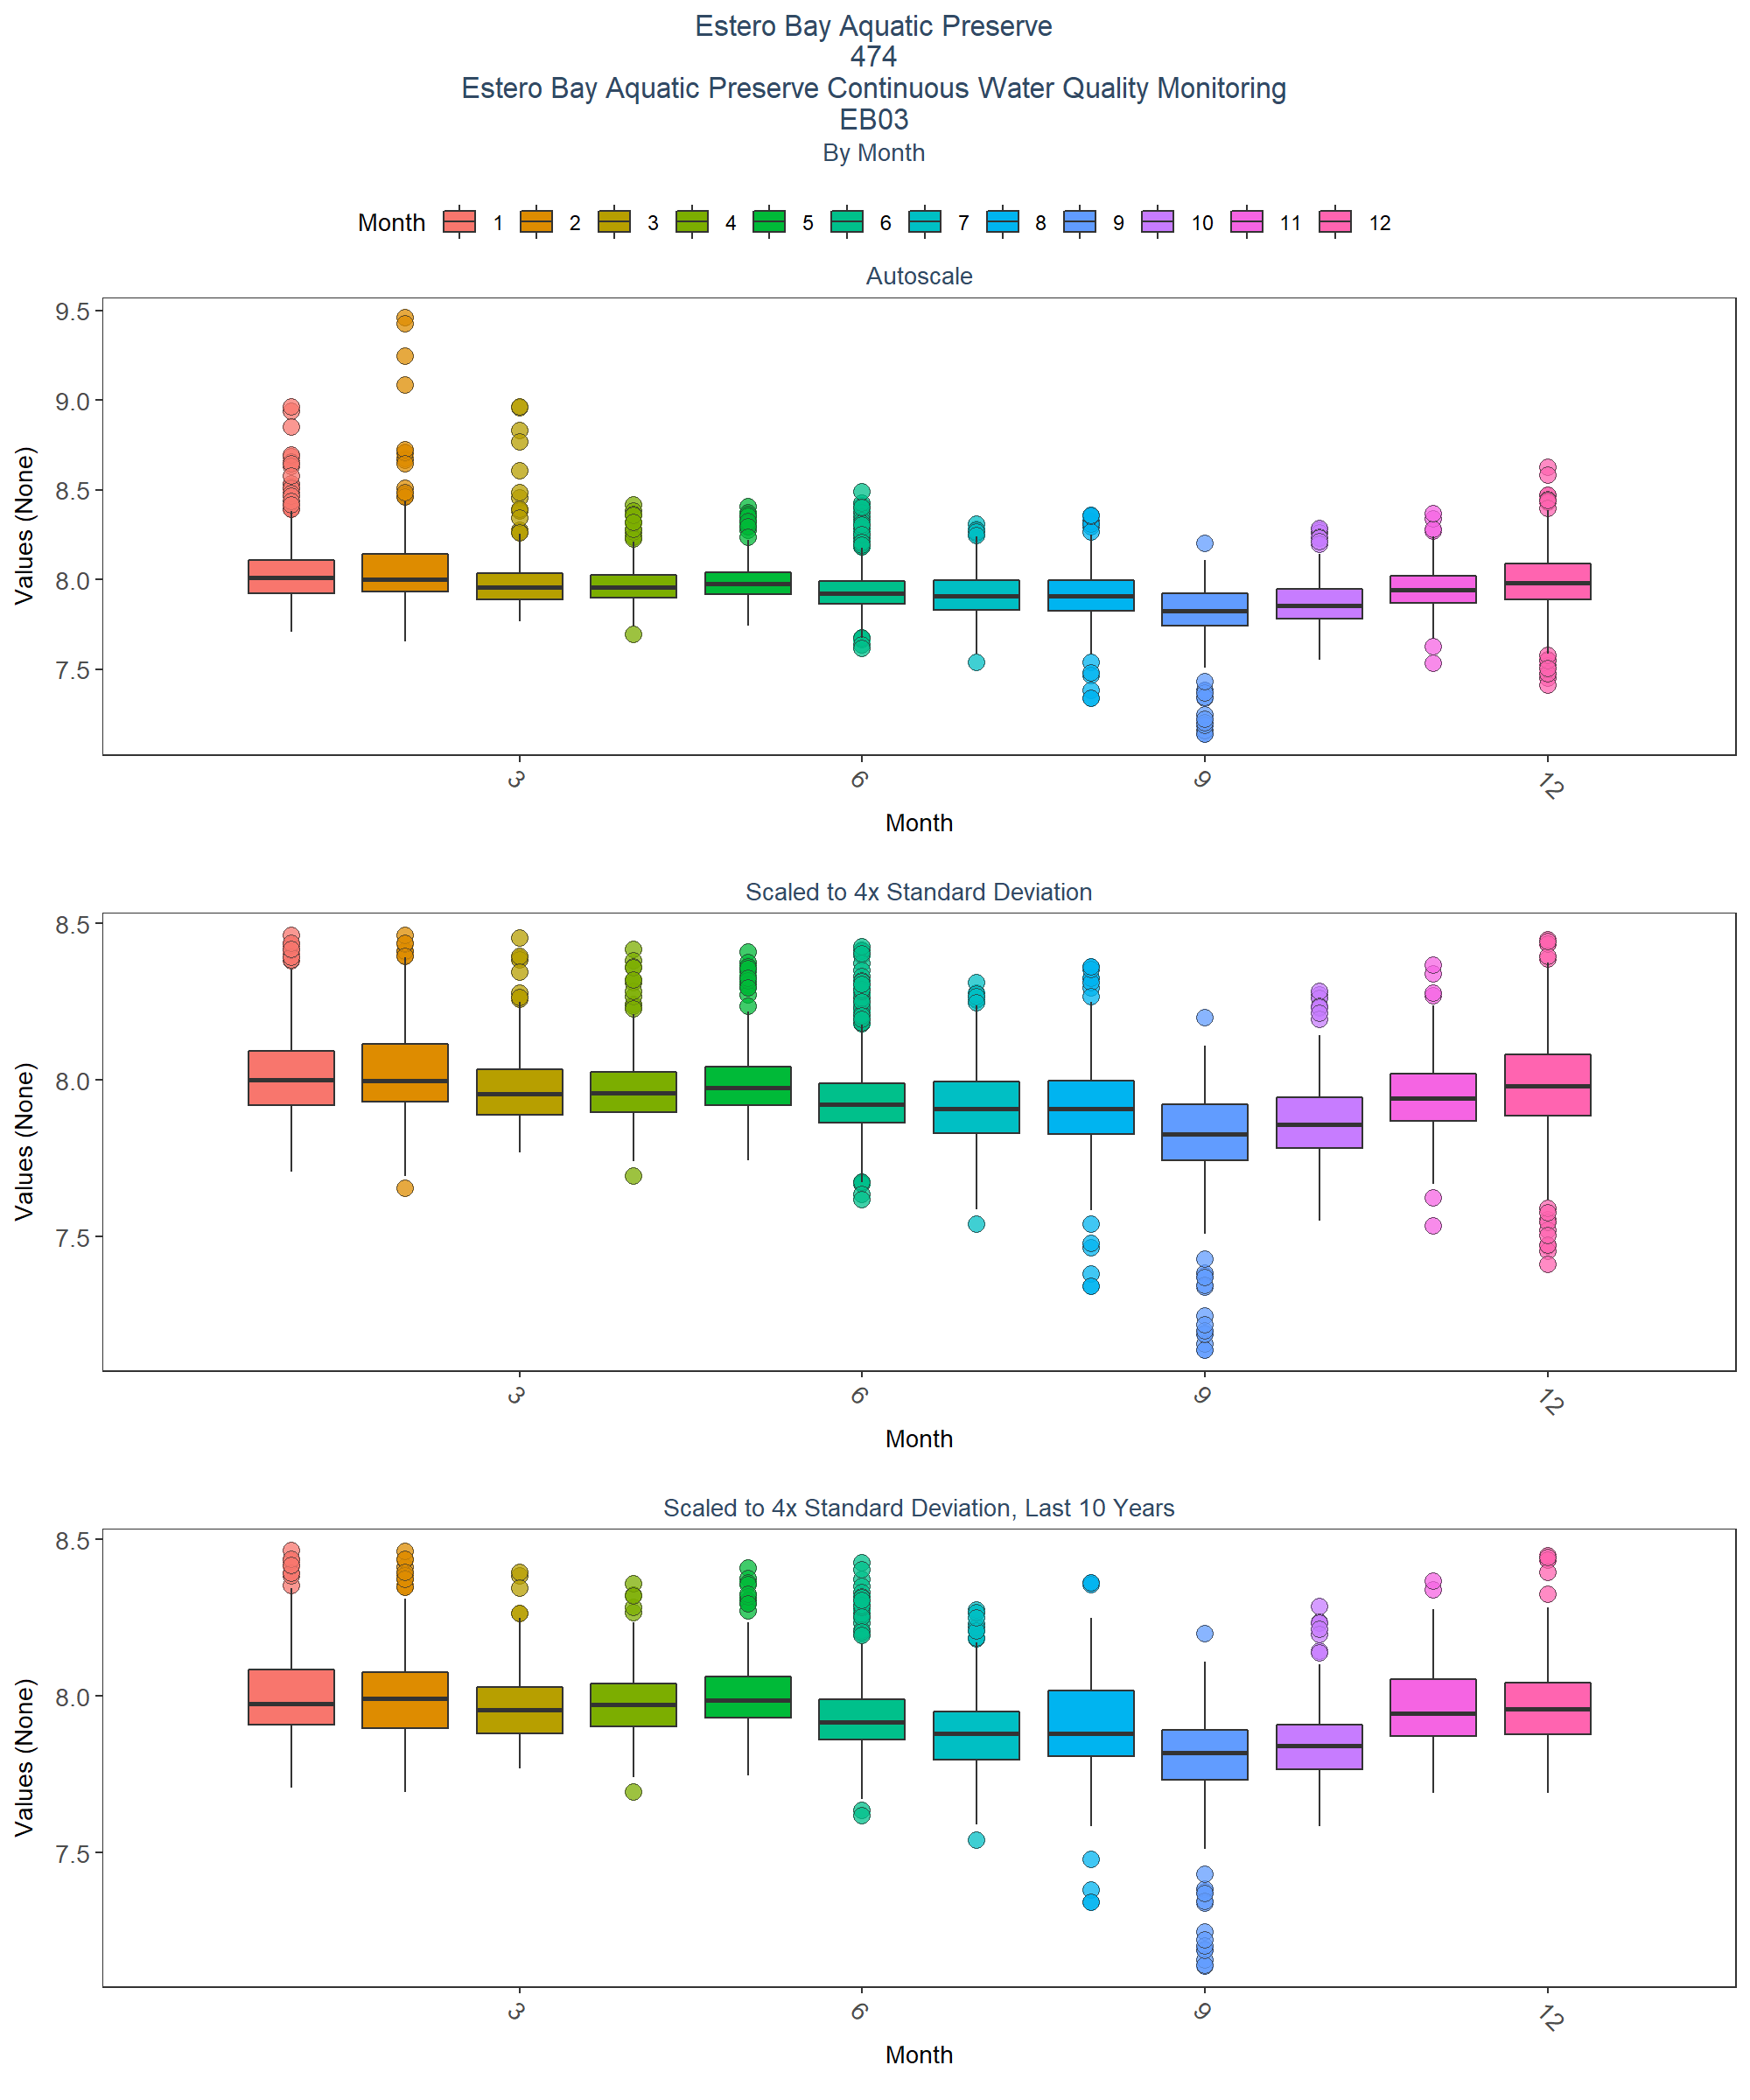 Estero Bay Aquatic Preserve
474
Estero Bay Aquatic Preserve Continuous Water Quality Monitoring
EB03
By Month
Month 1 2 3 4 5 6 7 8 9 10 11 12
Autoscale
9.5
9.0
8.5
8.0
7.5
Values (None)
3 6 9 12
Month
Scaled to 4x Standard Deviation
8.5
8.0
7.5
Values (None)
3 6 9 12
Month
Scaled to 4x Standard Deviation, Last 10 Years
8.5
8.0
7.5
Values (None)
3 6 9 12
Month